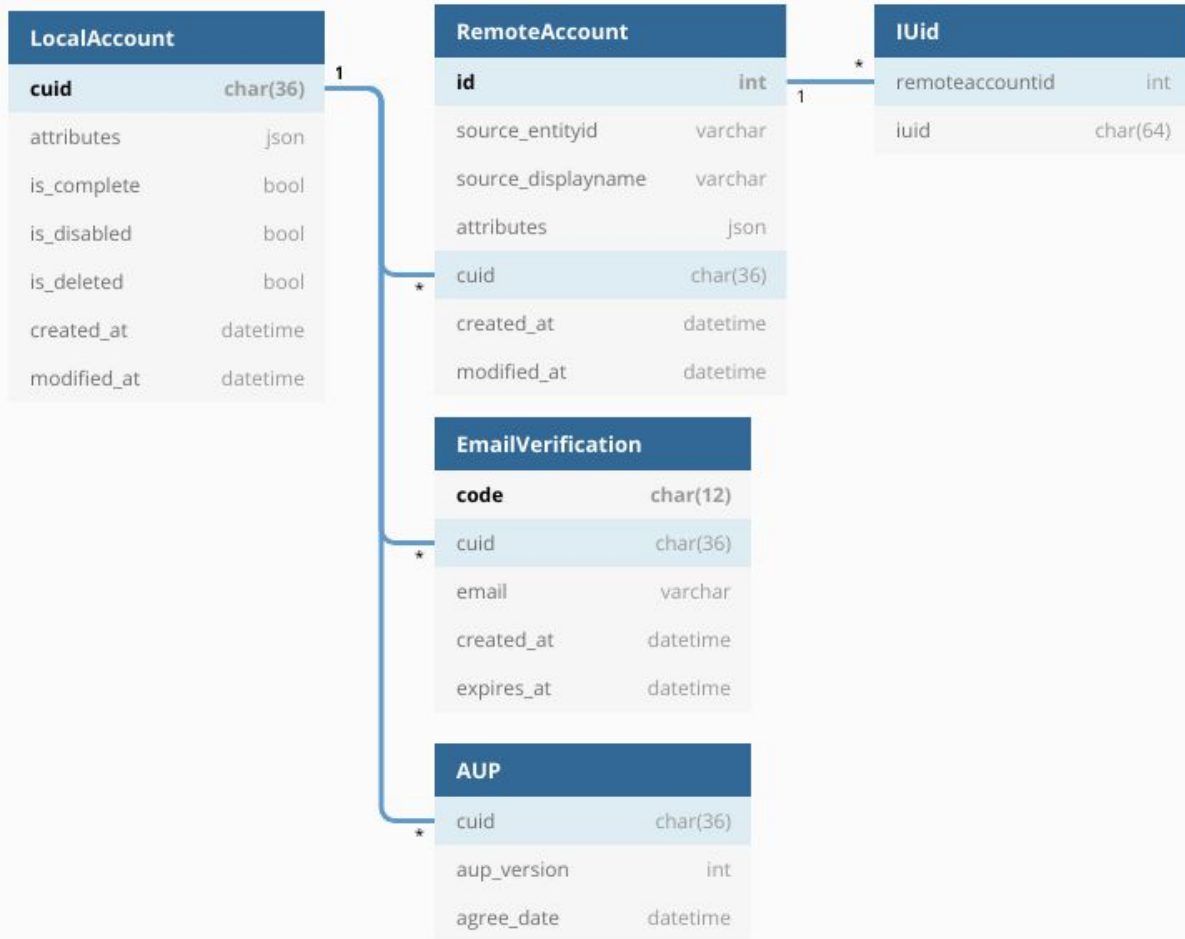 LocalAccount
cuid char(36)
attributes json
is_complete bool
is_disabled bool
is_deleted bool
created_at datetime
modified_at datetime
1
*
*
*
RemoteAccount
id int
source_entityid varchar
source_displayname varchar
attributes json
cuid char(36)
created_at datetime
modified_at datetime
1
*
IUid
remoteaccountid int
iuid char(64)
EmailVerification
code char(12)
cuid char(36)
email varchar
created_at datetime
expires_at datetime
AUP
cuid char(36)
aup_version int
agree_date datetime